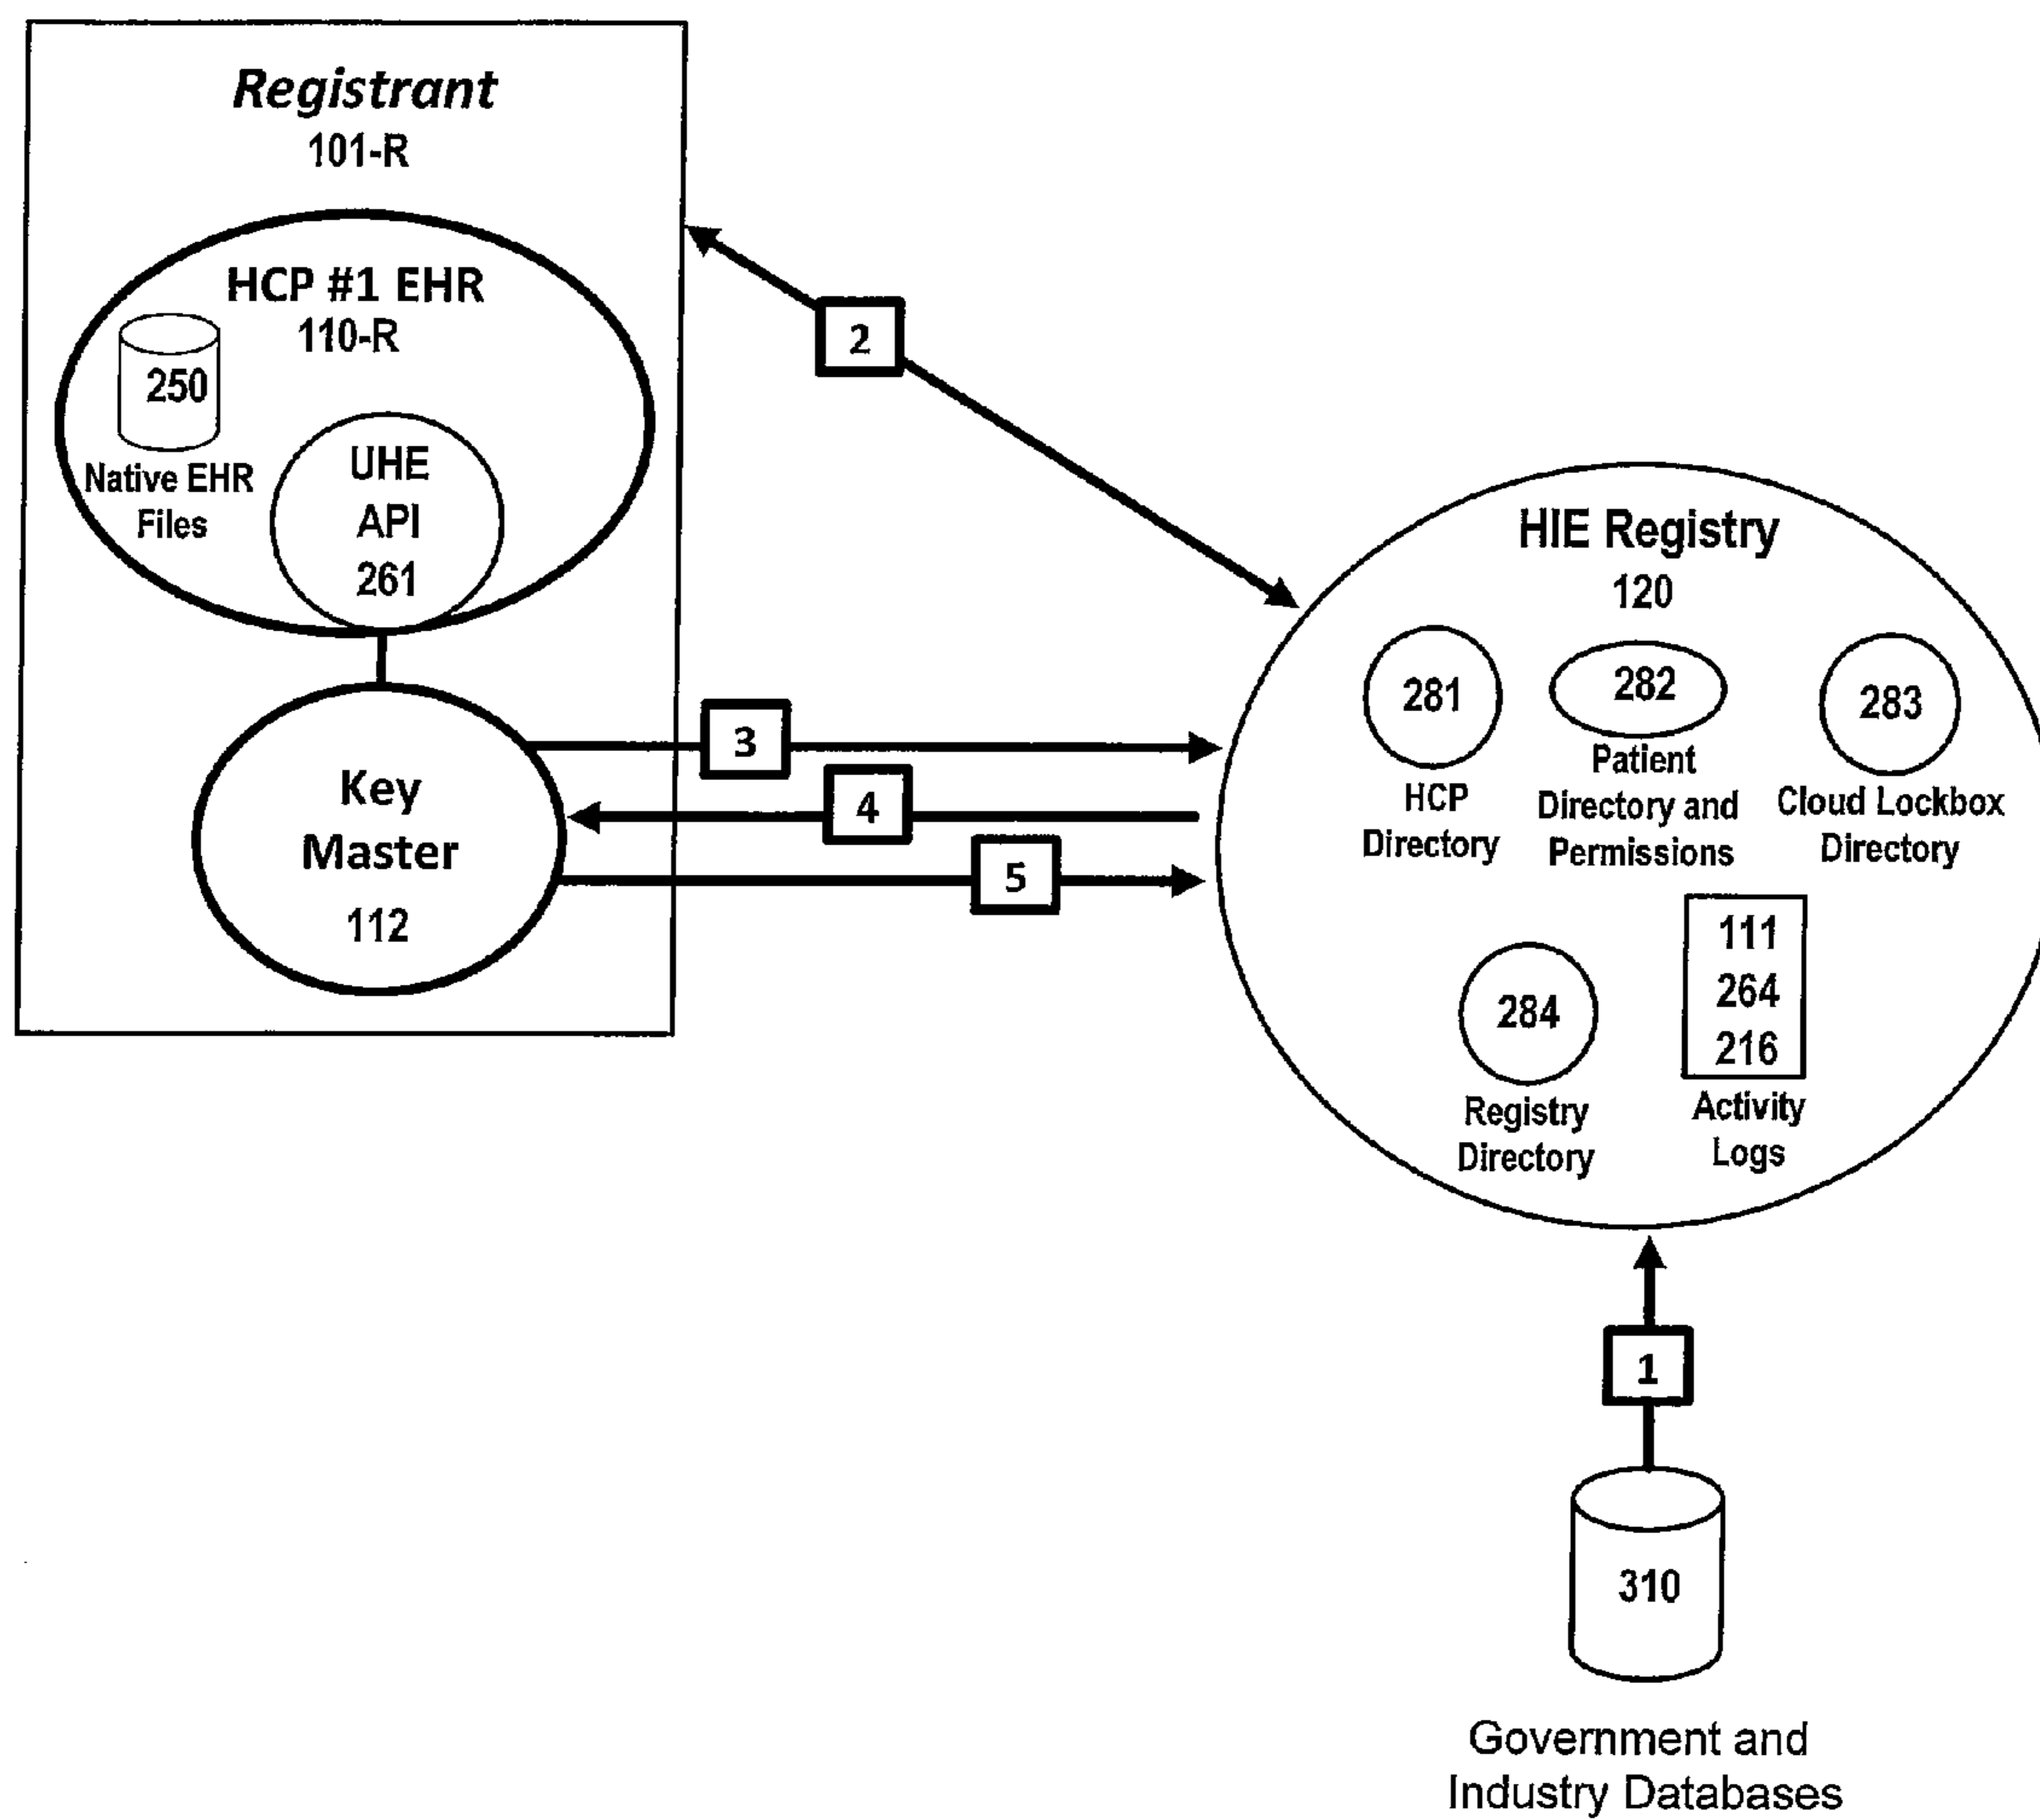 Registrant
101-R
HCP #1 EHR
110-R
250
Native EHR
Files
UHE
API
261
Key
Master
112
2
3
4
5
HIE Registry
120
281
HCP
Directory
282
Patient
Directory and
Permissions
283
Cloud Lockbox
Directory
284
Registry
Directory
111
264
216
Activity
Logs
1
310
Government and
Industry Databases